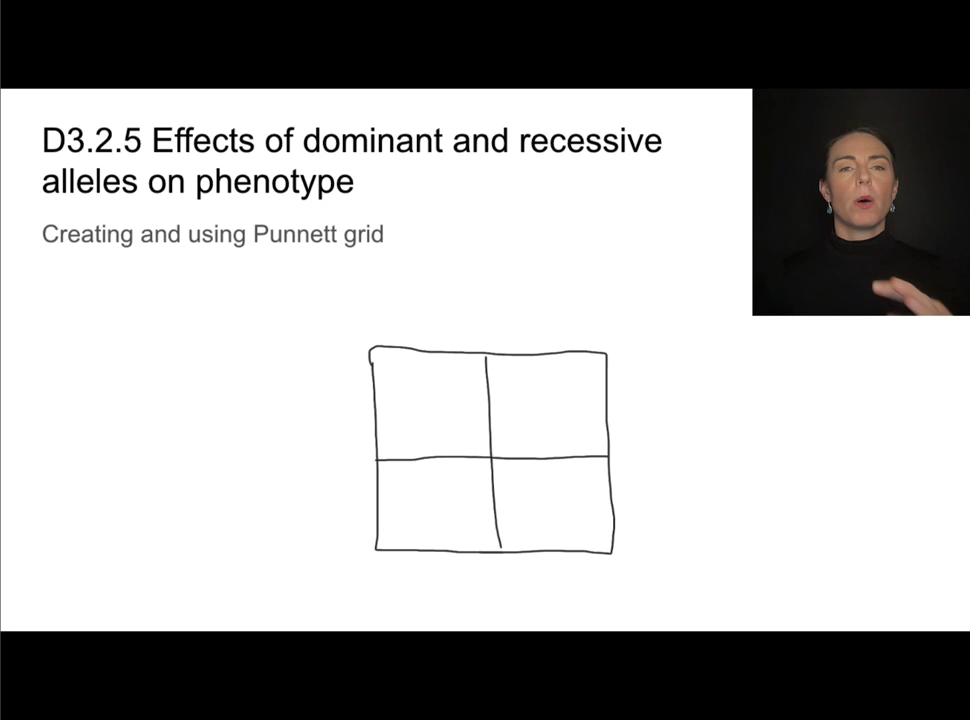 D3.2.5 Effects of dominant and recessive
alleles on phenotype
Creating and using Punnett grid